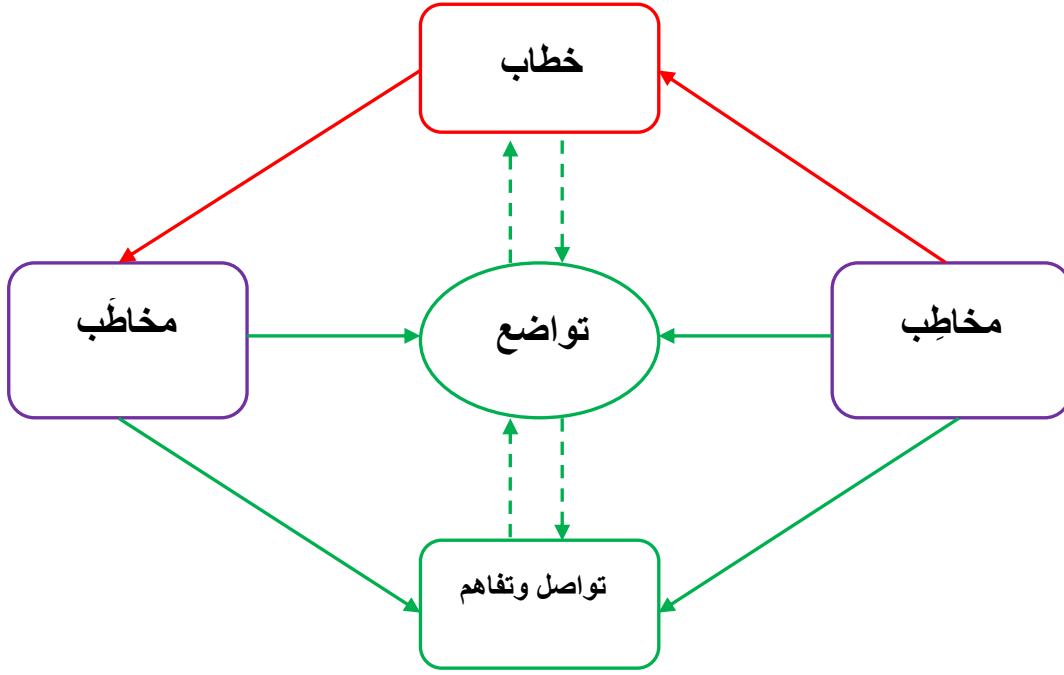 خطاب
مخاطِب
تواضع
مخاطَب
تواصل وتفاهم